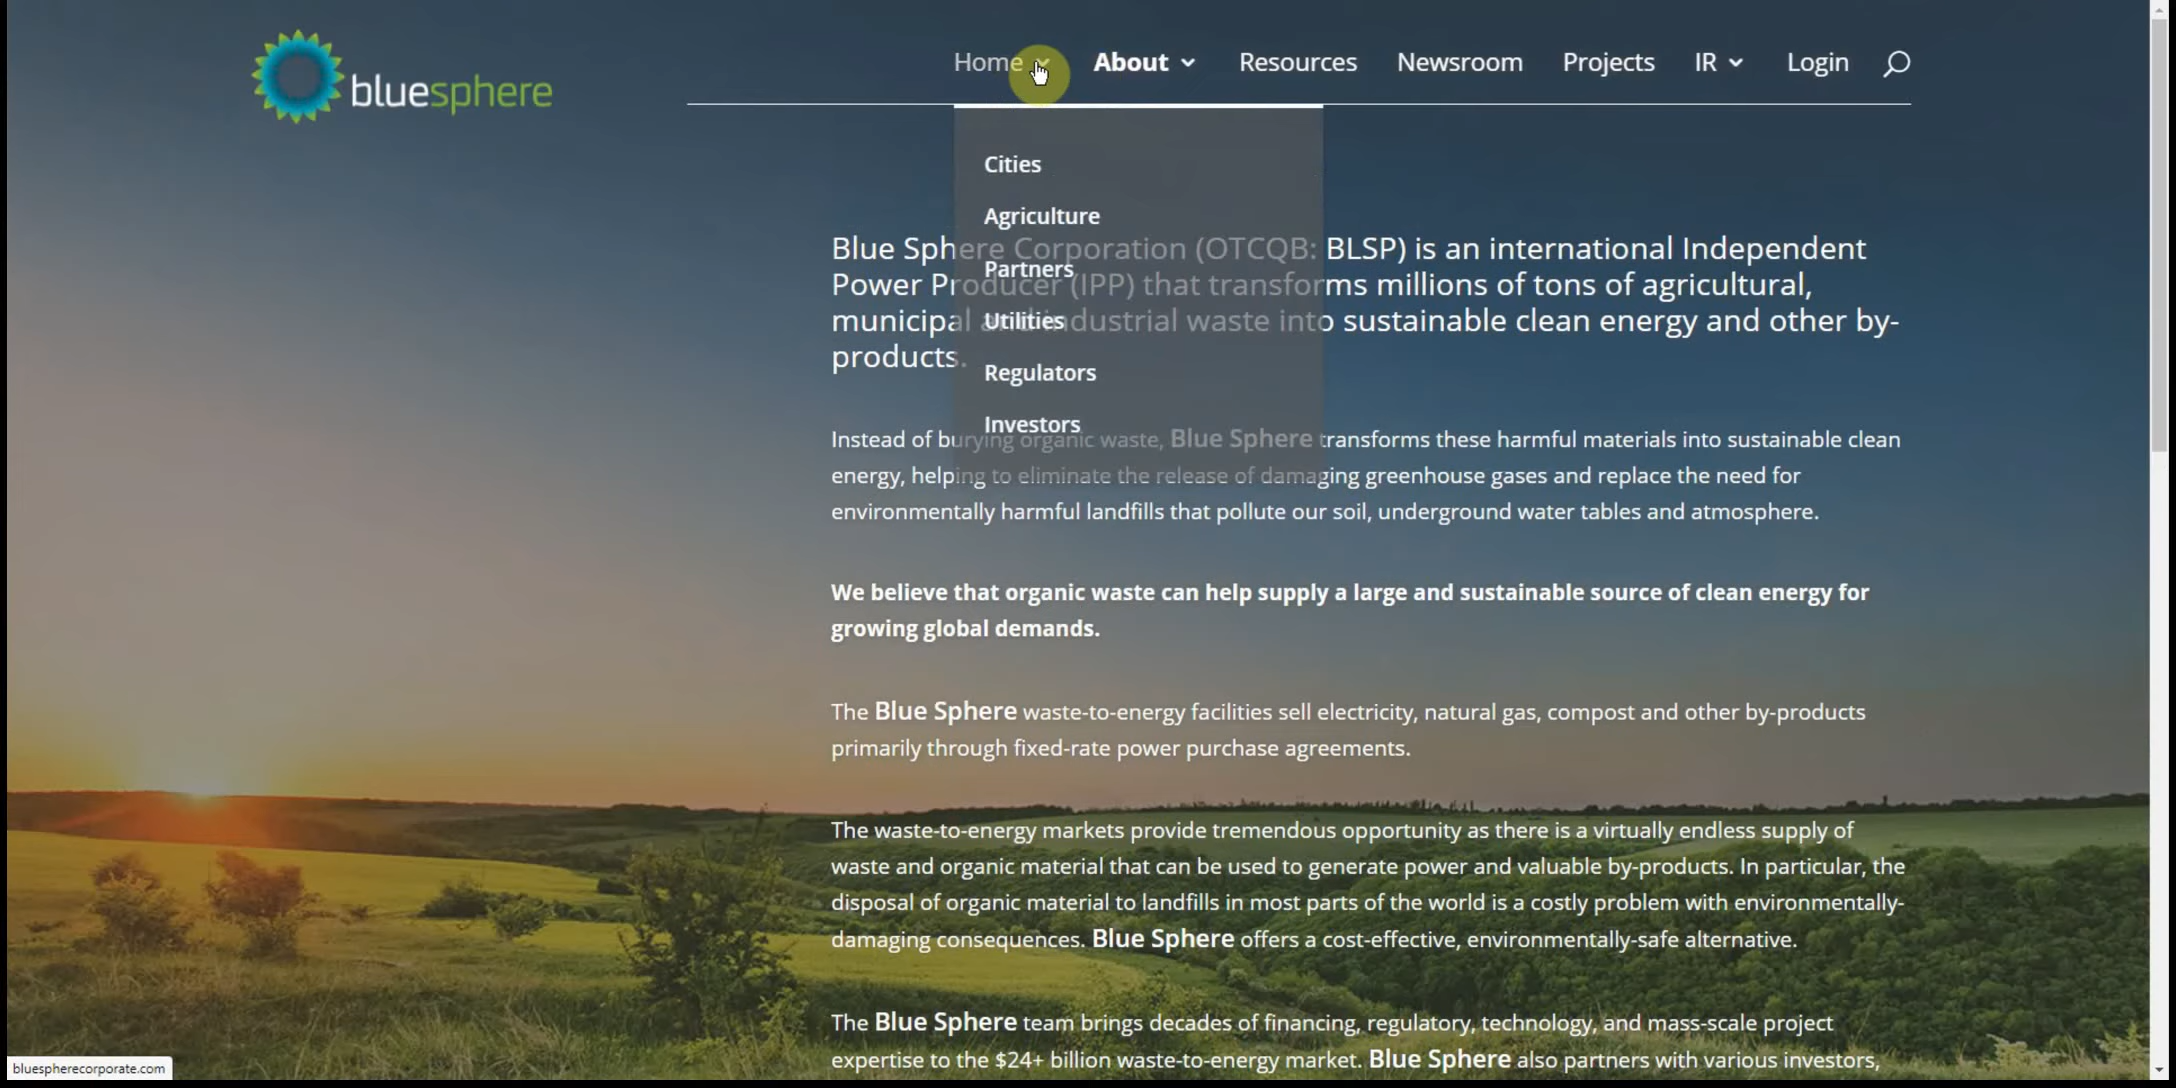 bluesphere
Home About Resources Newsroom Projects IR Login
Cities
Agriculture
Partners
Utilities
Regulators
Investors
Blue Sphere Corporation (OTCQB: BLSP) is an international Independent
Power Producer (IPP) that transforms millions of tons of agricultural,
municipal and industrial waste into sustainable clean energy and other by-
products.
Instead of burying organic waste, Blue Sphere transforms these harmful materials into sustainable clean
energy, helping to eliminate the release of damaging greenhouse gases and replace the need for
environmentally harmful landfills that pollute our soil, underground water tables and atmosphere.
We believe that organic waste can help supply a large and sustainable source of clean energy for
growing global demands.
The Blue Sphere waste-to-energy facilities sell electricity, natural gas, compost and other by-products
primarily through fixed-rate power purchase agreements.
The waste-to-energy markets provide tremendous opportunity as there is a virtually endless supply of
waste and organic material that can be used to generate power and valuable by-products. In particular, the
disposal of organic material to landfills in most parts of the world is a costly problem with environmentally-
damaging consequences. Blue Sphere offers a cost-effective, environmentally-safe alternative.
The Blue Sphere team brings decades of financing, regulatory, technology, and mass-scale project
expertise to the $24+ billion waste-to-energy market. Blue Sphere also partners with various investors,
bluespherecorporate.com